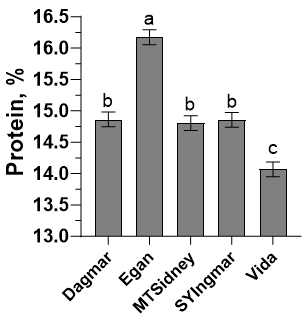 Protein, %
16.5
16.0
15.5
15.0
14.5
14.0
13.5
13.0
b
a
b
b
c
Dagmar
Egan
MTSidney
SYIngmar
Vida